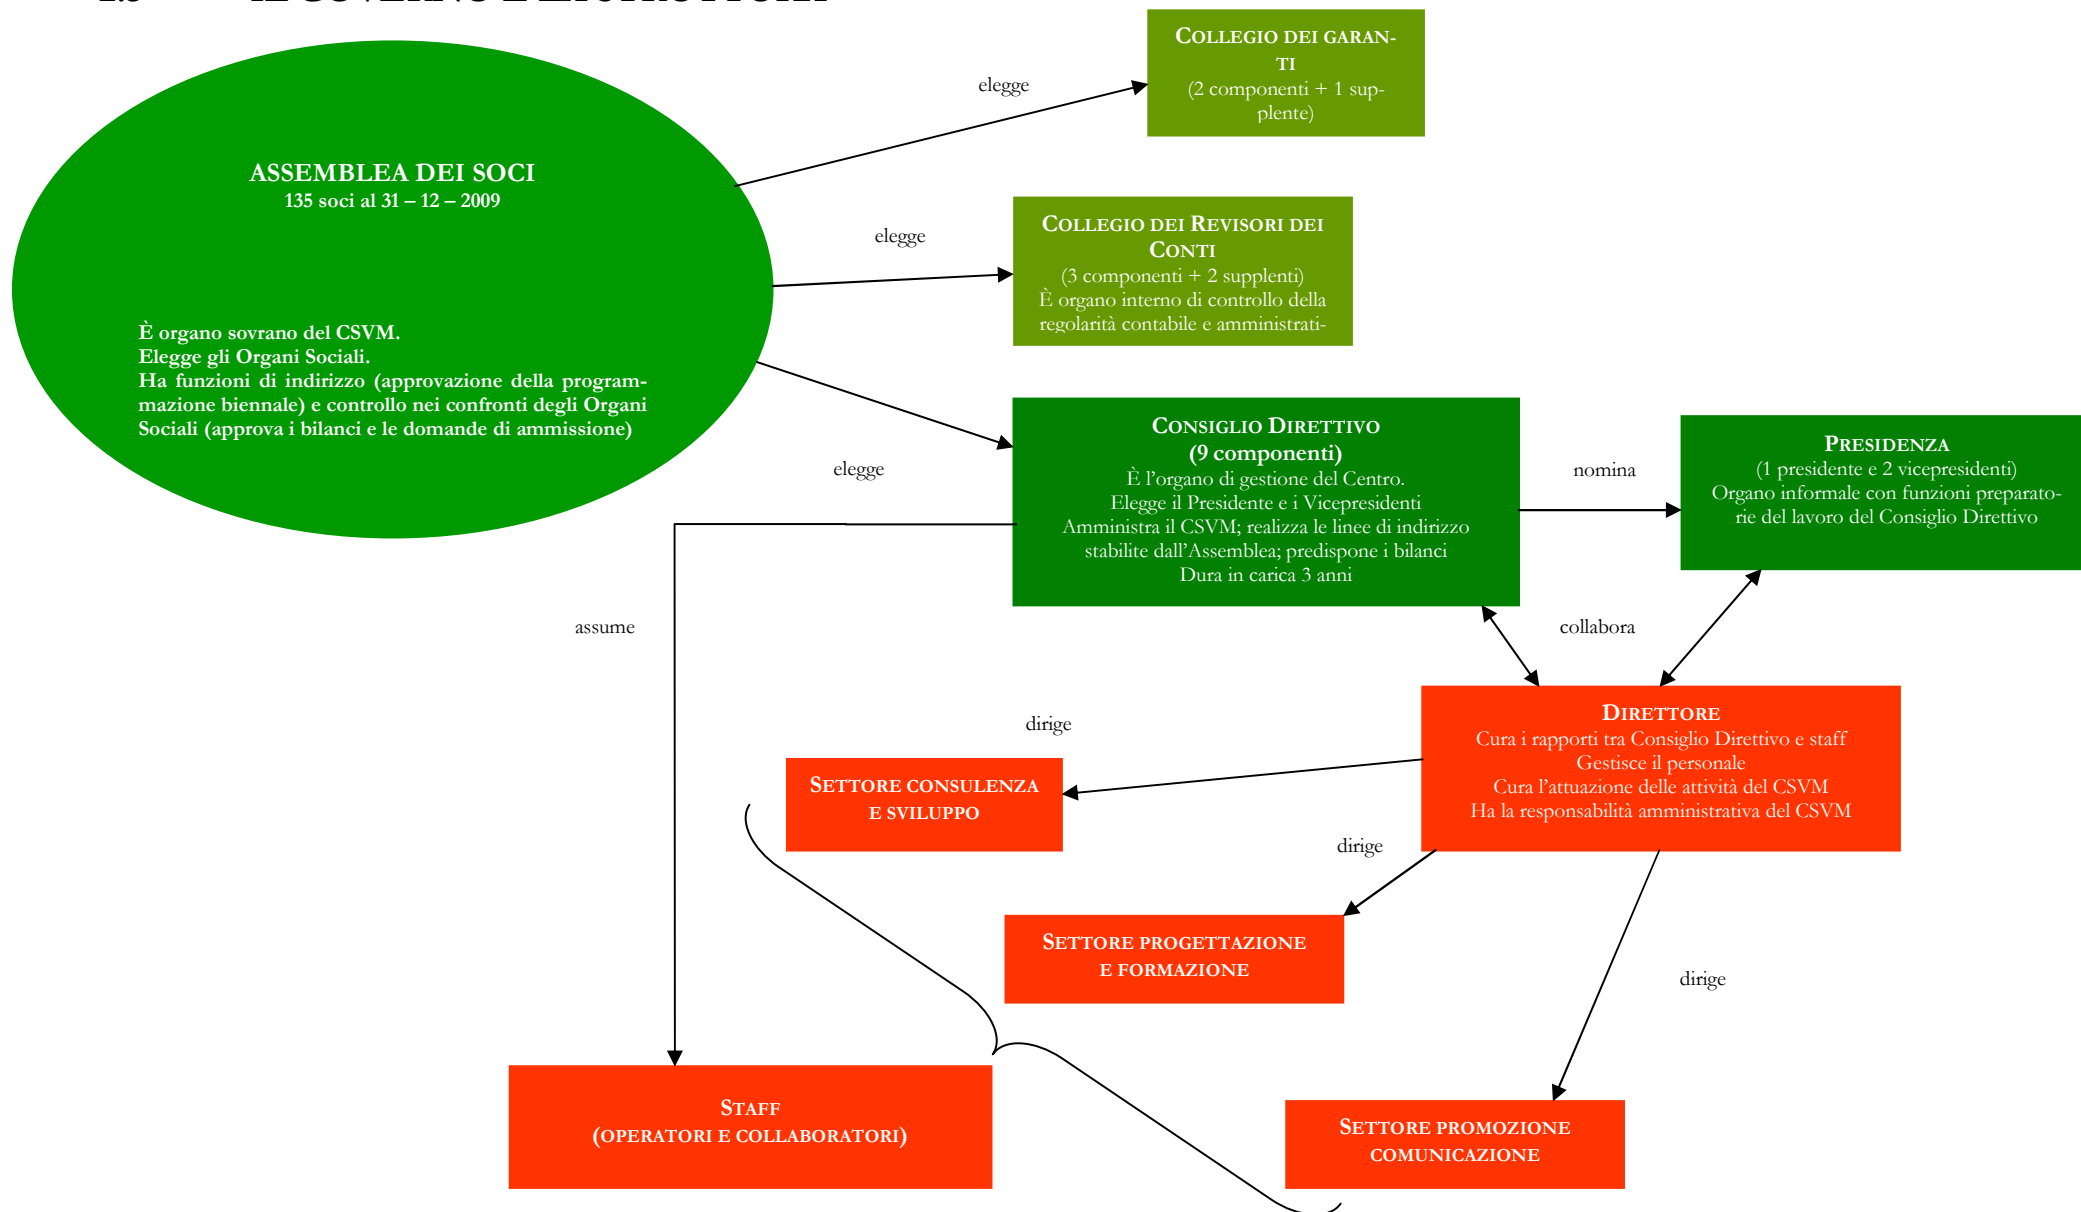 COLLEGIO DEI GARAN-
TI
(2 componenti + 1 sup-
plente)
elegge
ASSEMBLEA DEI SOCI
135 soci al 31 – 12 – 2009
È organo sovrano del CSVM.
Elegge gli Organi Sociali.
Ha funzioni di indirizzo (approvazione della program-
mazione biennale) e controllo nei confronti degli Organi
Sociali (approva i bilanci e le domande di ammissione)
elegge
COLLEGIO DEI REVISORI DEI
CONTI
(3 componenti + 2 supplenti)
È organo interno di controllo della
regolarità contabile e amministrati-
elegge
CONSIGLIO DIRETTIVO
(9 componenti)
È l’organo di gestione del Centro.
Elegge il Presidente e i Vicepresidenti
Amministra il CSVM; realizza le linee di indirizzo
stabilite dall’Assemblea; predispone i bilanci
Dura in carica 3 anni
nomina
PRESIDENZA
(1 presidente e 2 vicepresidenti)
Organo informale con funzioni preparato-
rie del lavoro del Consiglio Direttivo
assume
collabora
DIRETTORE
Cura i rapporti tra Consiglio Direttivo e staff
Gestisce il personale
Cura l’attuazione delle attività del CSVM
Ha la responsabilità amministrativa del CSVM
dirige
SETTORE CONSULENZA
E SVILUPPO
dirige
SETTORE PROGETTAZIONE
E FORMAZIONE
dirige
STAFF
(OPERATORI E COLLABORATORI)
SETTORE PROMOZIONE
COMUNICAZIONE